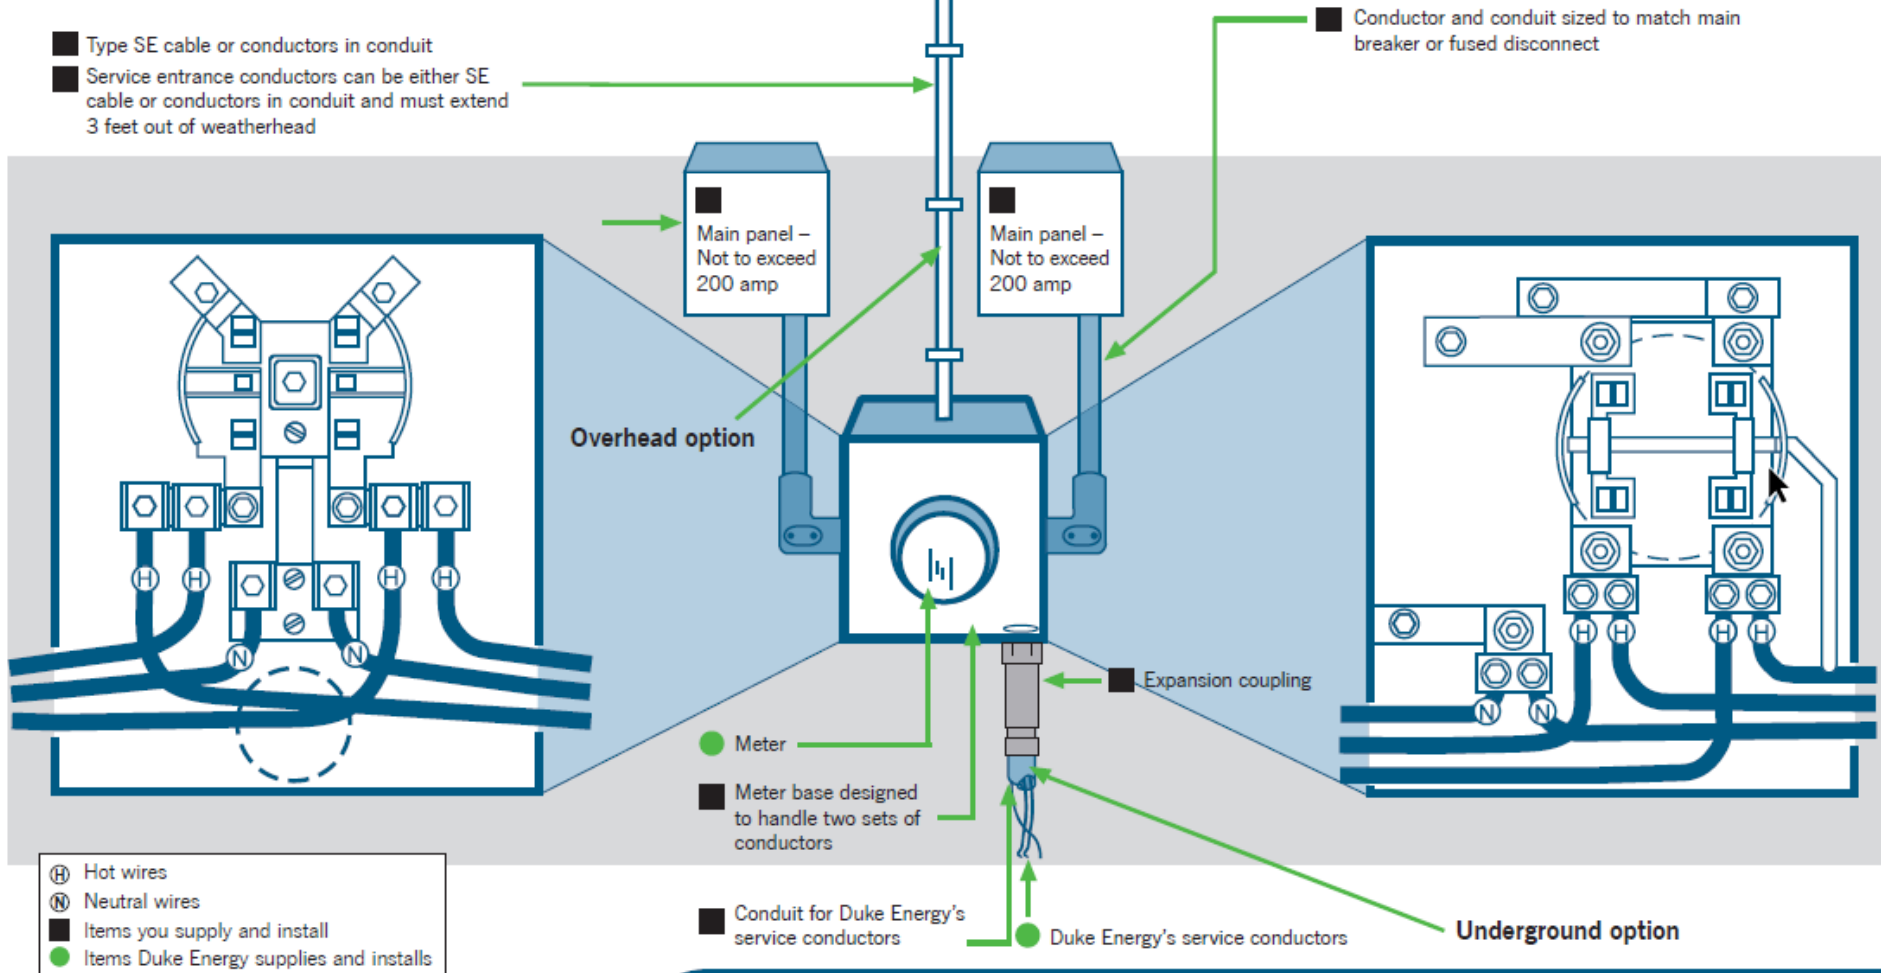 Type SE cable or conductors in conduit
Service entrance conductors can be either SE
cable or conductors in conduit and must extend
3 feet out of weatherhead
Conductor and conduit sized to match main
breaker or fused disconnect
Main panel –
Not to exceed
200 amp
Main panel –
Not to exceed
200 amp
Overhead option
H
H
H
H
N
N
H
H
H
H
N
N
Expansion coupling
Meter
Meter base designed
to handle two sets of
conductors
Conduit for Duke Energy's
service conductors
Duke Energy's service conductors
Underground option
H Hot wires
N Neutral wires
Items you supply and install
Items Duke Energy supplies and installs